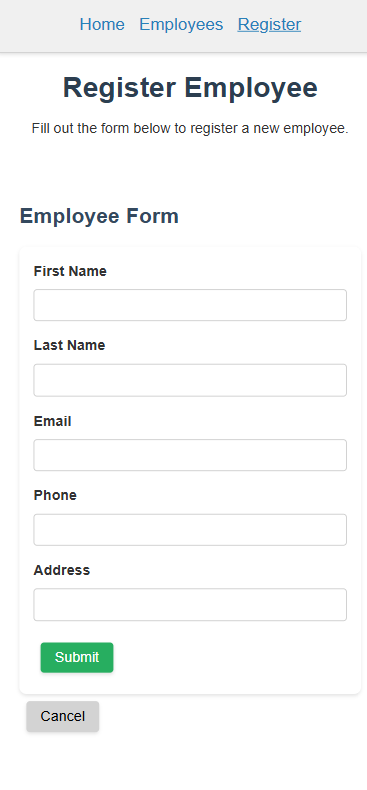 Home Employees Register
Register Employee
Fill out the form below to register a new employee.
Employee Form
First Name
Last Name
Email
Phone
Address
Submit
Cancel